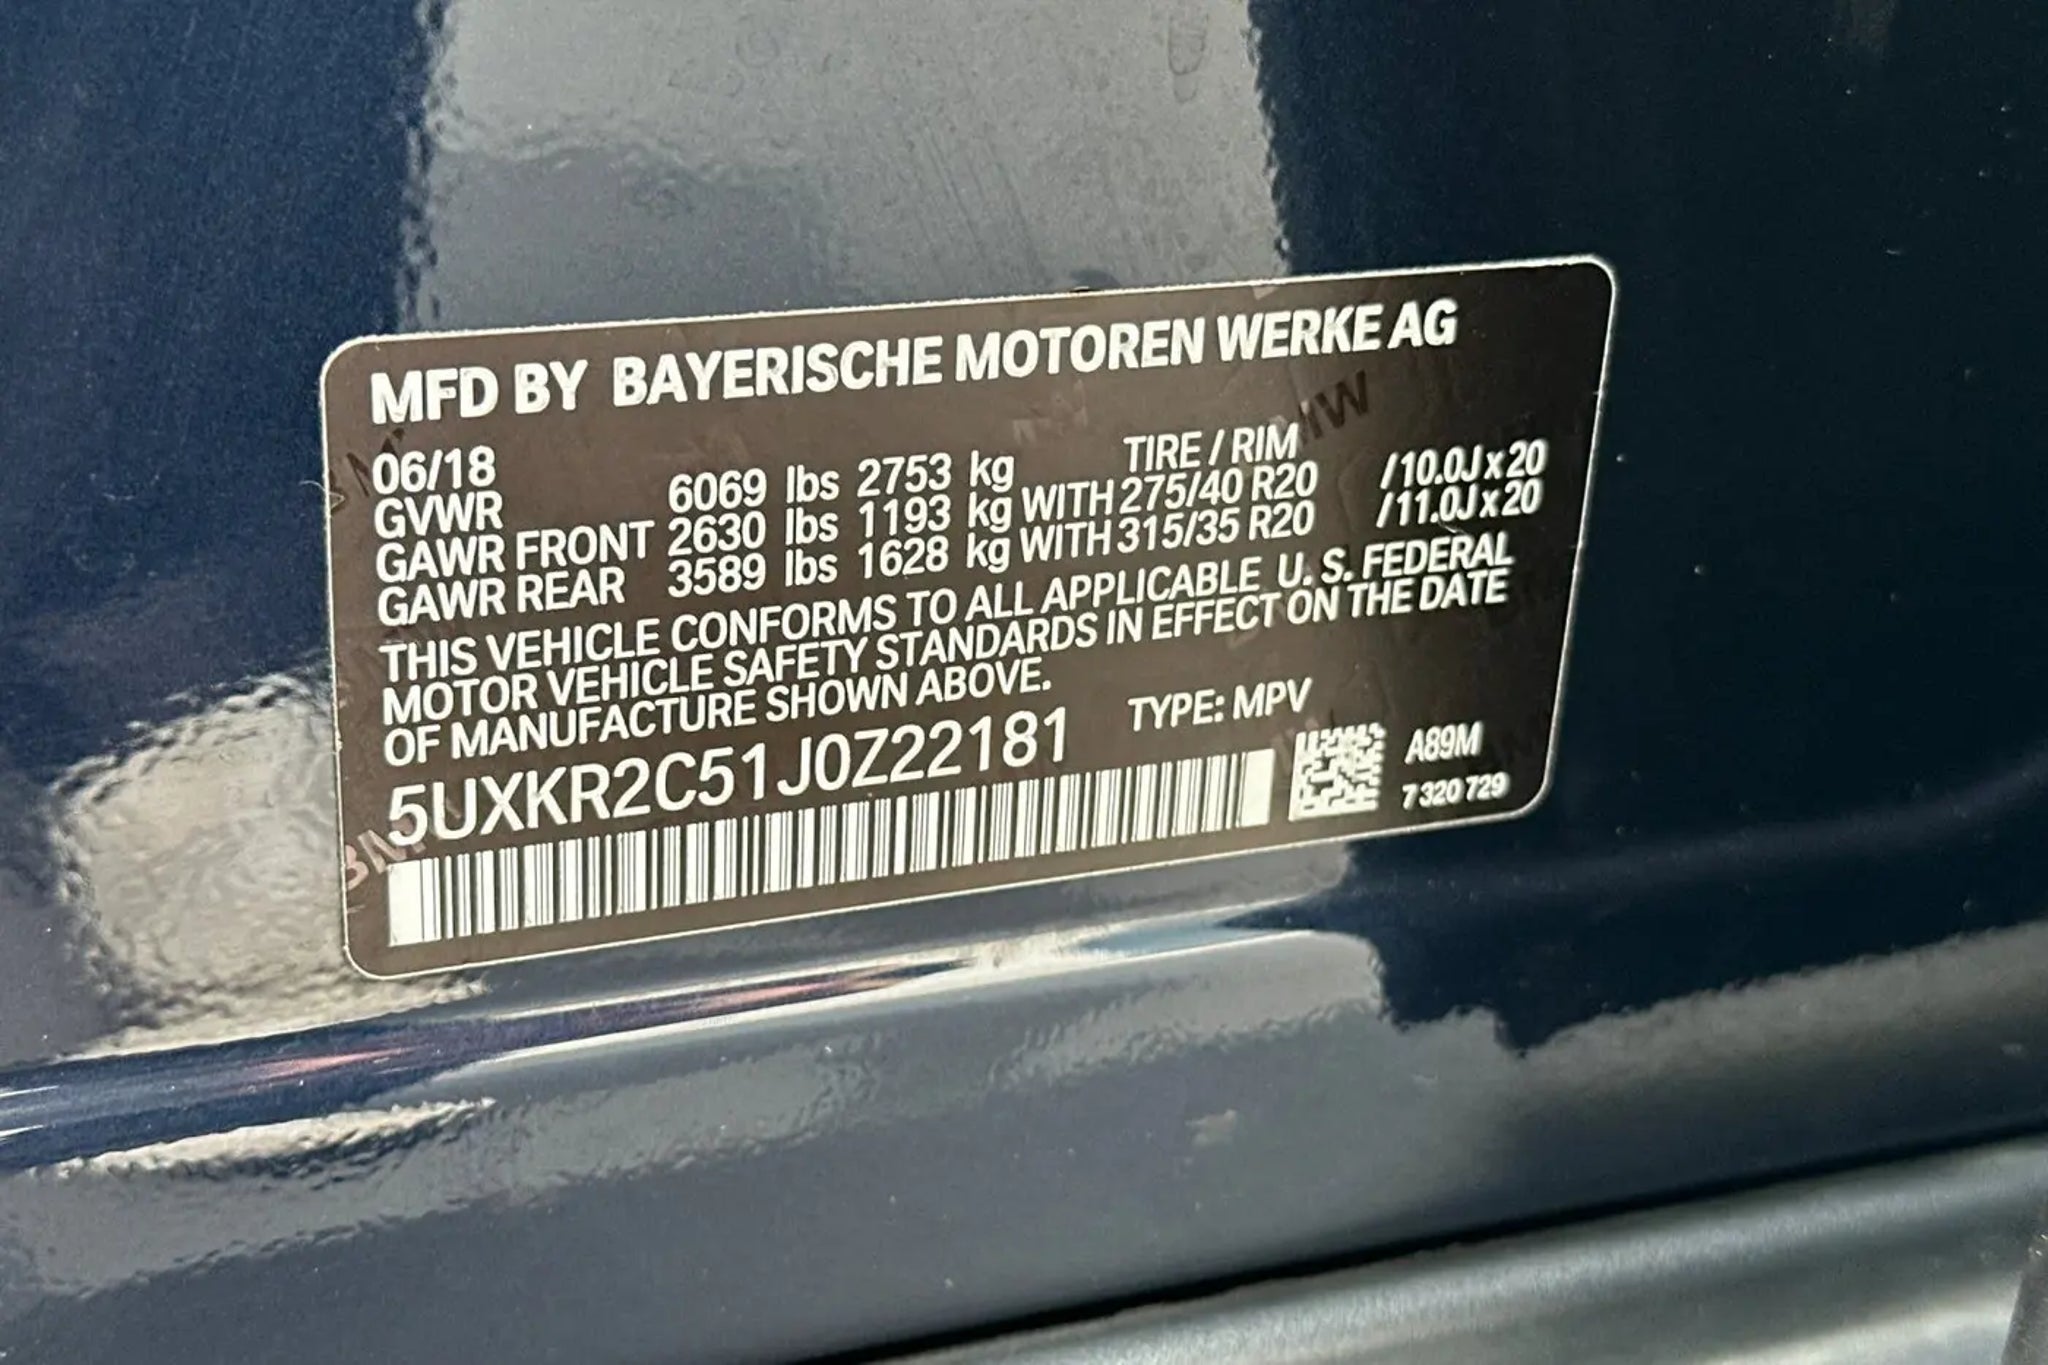 MFD BY BAYERISCHE MOTOREN WERKE AG
06/18 TIRE / RIM
GVWR 6069 lbs 2753 kg
GAWR FRONT 2630 lbs 1193 kg WITH 275/40 R20 /10.0J x 20
GAWR REAR 3589 lbs 1628 kg WITH 315/35 R20 /11.0J x 20
THIS VEHICLE CONFORMS TO ALL APPLICABLE U. S. FEDERAL
MOTOR VEHICLE SAFETY STANDARDS IN EFFECT ON THE DATE
OF MANUFACTURE SHOWN ABOVE.
5UXKR2C51J0Z22181 TYPE: MPV
A89M
7 320 729